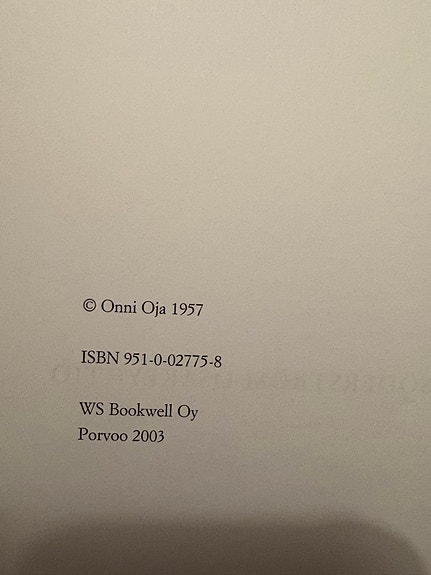 © Onni Oja 1957
ISBN 951-0-02775-8
WS Bookwell Oy
Porvoo 2003